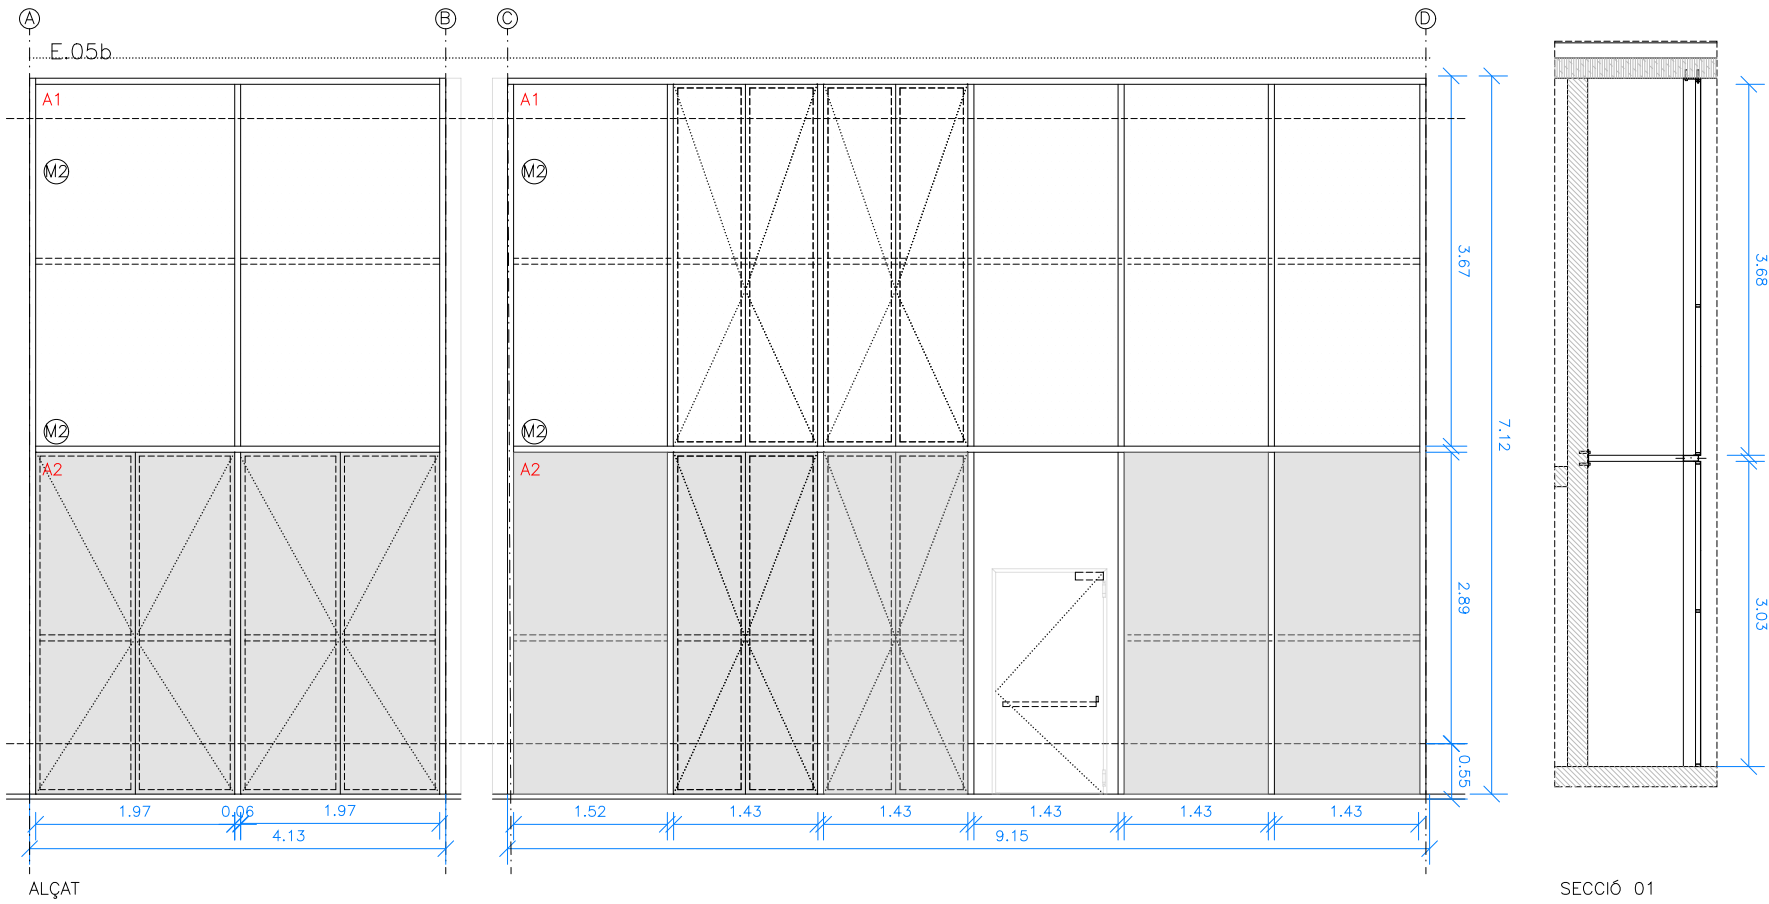 A B C D
E.05b
A1 A1
M2 M2
3.67
3.68
7.12
M2 M2
A2 A2
2.89
3.03
0.55
1.97 0.06 1.97
4.13
1.52 1.43 1.43 1.43 1.43 1.43
9.15
ALÇAT
SECCIÓ 01